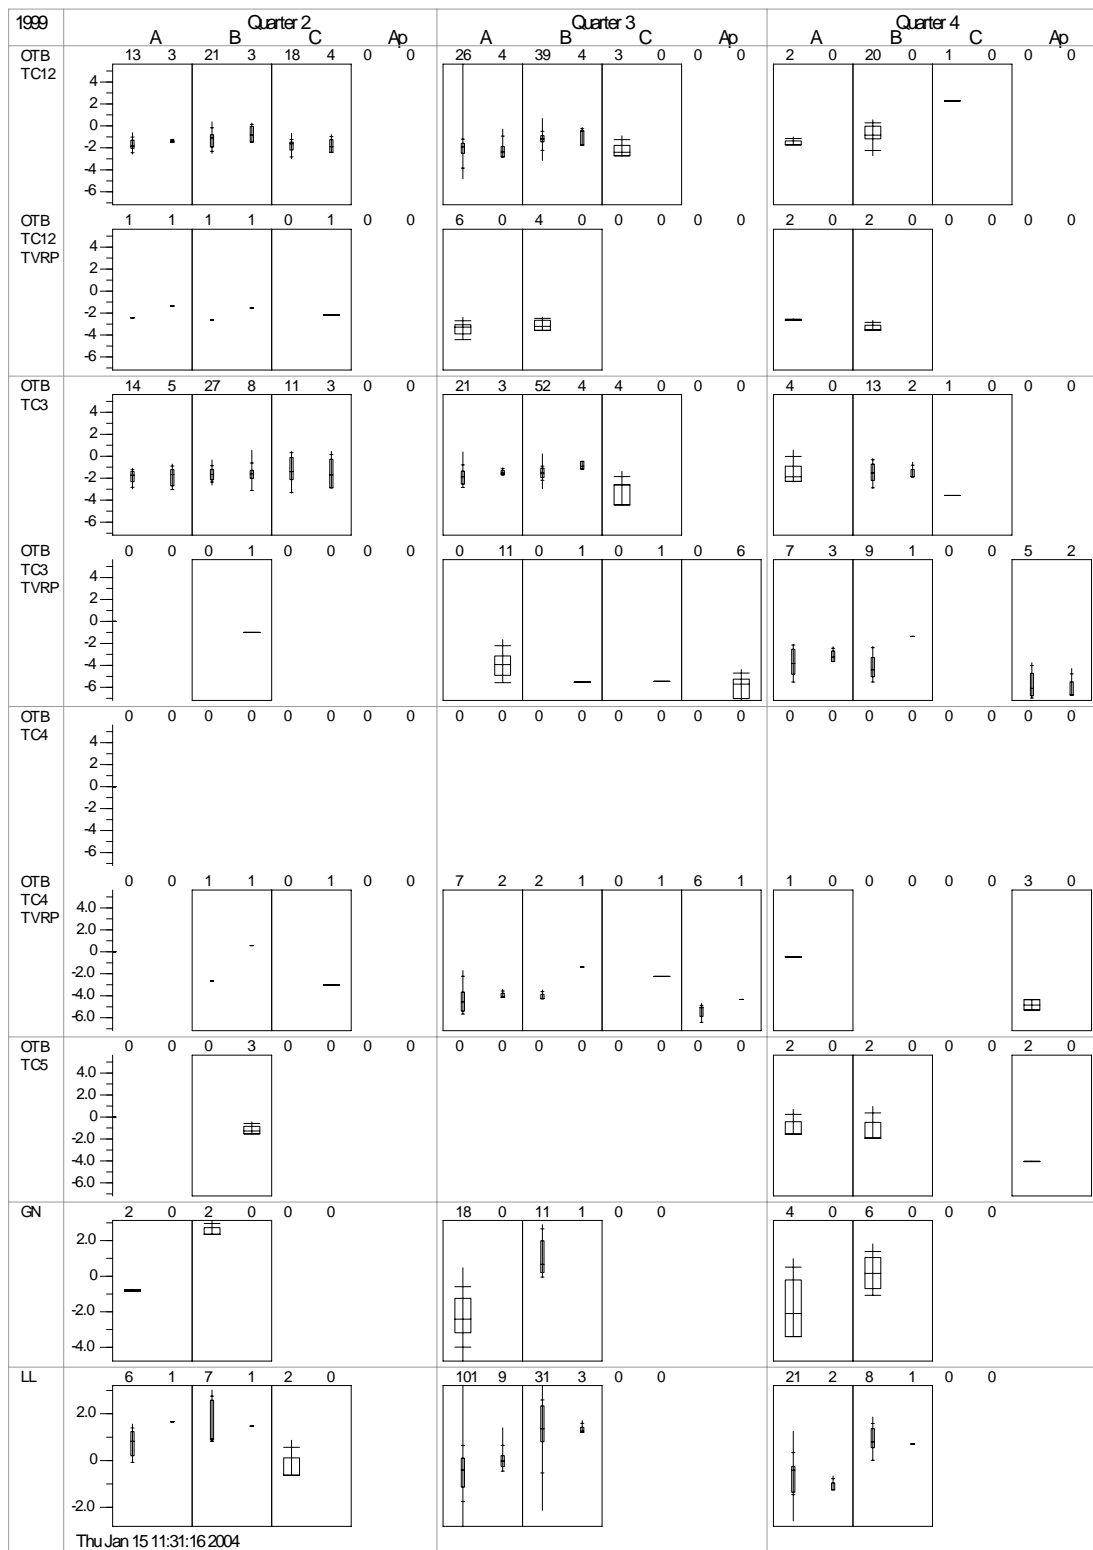 1999 Quarter 2 Quarter 3 Quarter 4
A B C Ap A B C Ap A B C Ap
OTB 13 3 21 3 18 4 0 0 26 4 39 4 3 0 0 0 2 0 20 0 1 0 0 0
TC12
4
2
0
-2
-4
-6
OTB 1 1 1 1 0 1 0 0 6 0 4 0 0 0 0 0 2 0 2 0 0 0 0 0
TC12
TVRP
4
2
0
-2
-4
-6
OTB 14 5 27 8 11 3 0 0 21 3 52 4 4 0 0 0 4 0 13 2 1 0 0 0
TC3
4
2
0
-2
-4
-6
OTB 0 0 0 1 0 0 0 0 0 11 0 1 0 1 0 6 7 3 9 1 0 0 5 2
TC3
TVRP
4
2
0
-2
-4
-6
OTB 0 0 0 0 0 0 0 0 0 0 0 0 0 0 0 0 0 0 0 0 0 0 0 0
TC4
4
2
0
-2
-4
-6
OTB 0 0 1 1 0 1 0 0 7 2 2 1 0 1 6 1 1 0 0 0 0 0 3 0
TC4
TVRP
4.0
2.0
0
-2.0
-4.0
-6.0
OTB 0 0 0 3 0 0 0 0 0 0 0 0 0 0 0 0 2 0 2 0 0 0 2 0
TC5
4.0
2.0
0
-2.0
-4.0
-6.0
GN 2 0 2 0 0 0 18 0 11 1 0 0 4 0 6 0 0 0
2.0
0
-2.0
-4.0
LL 6 1 7 1 2 0 101 9 31 3 0 0 21 2 8 1 0 0
2.0
0
-2.0
Thu Jan 15 11:31:16 2004